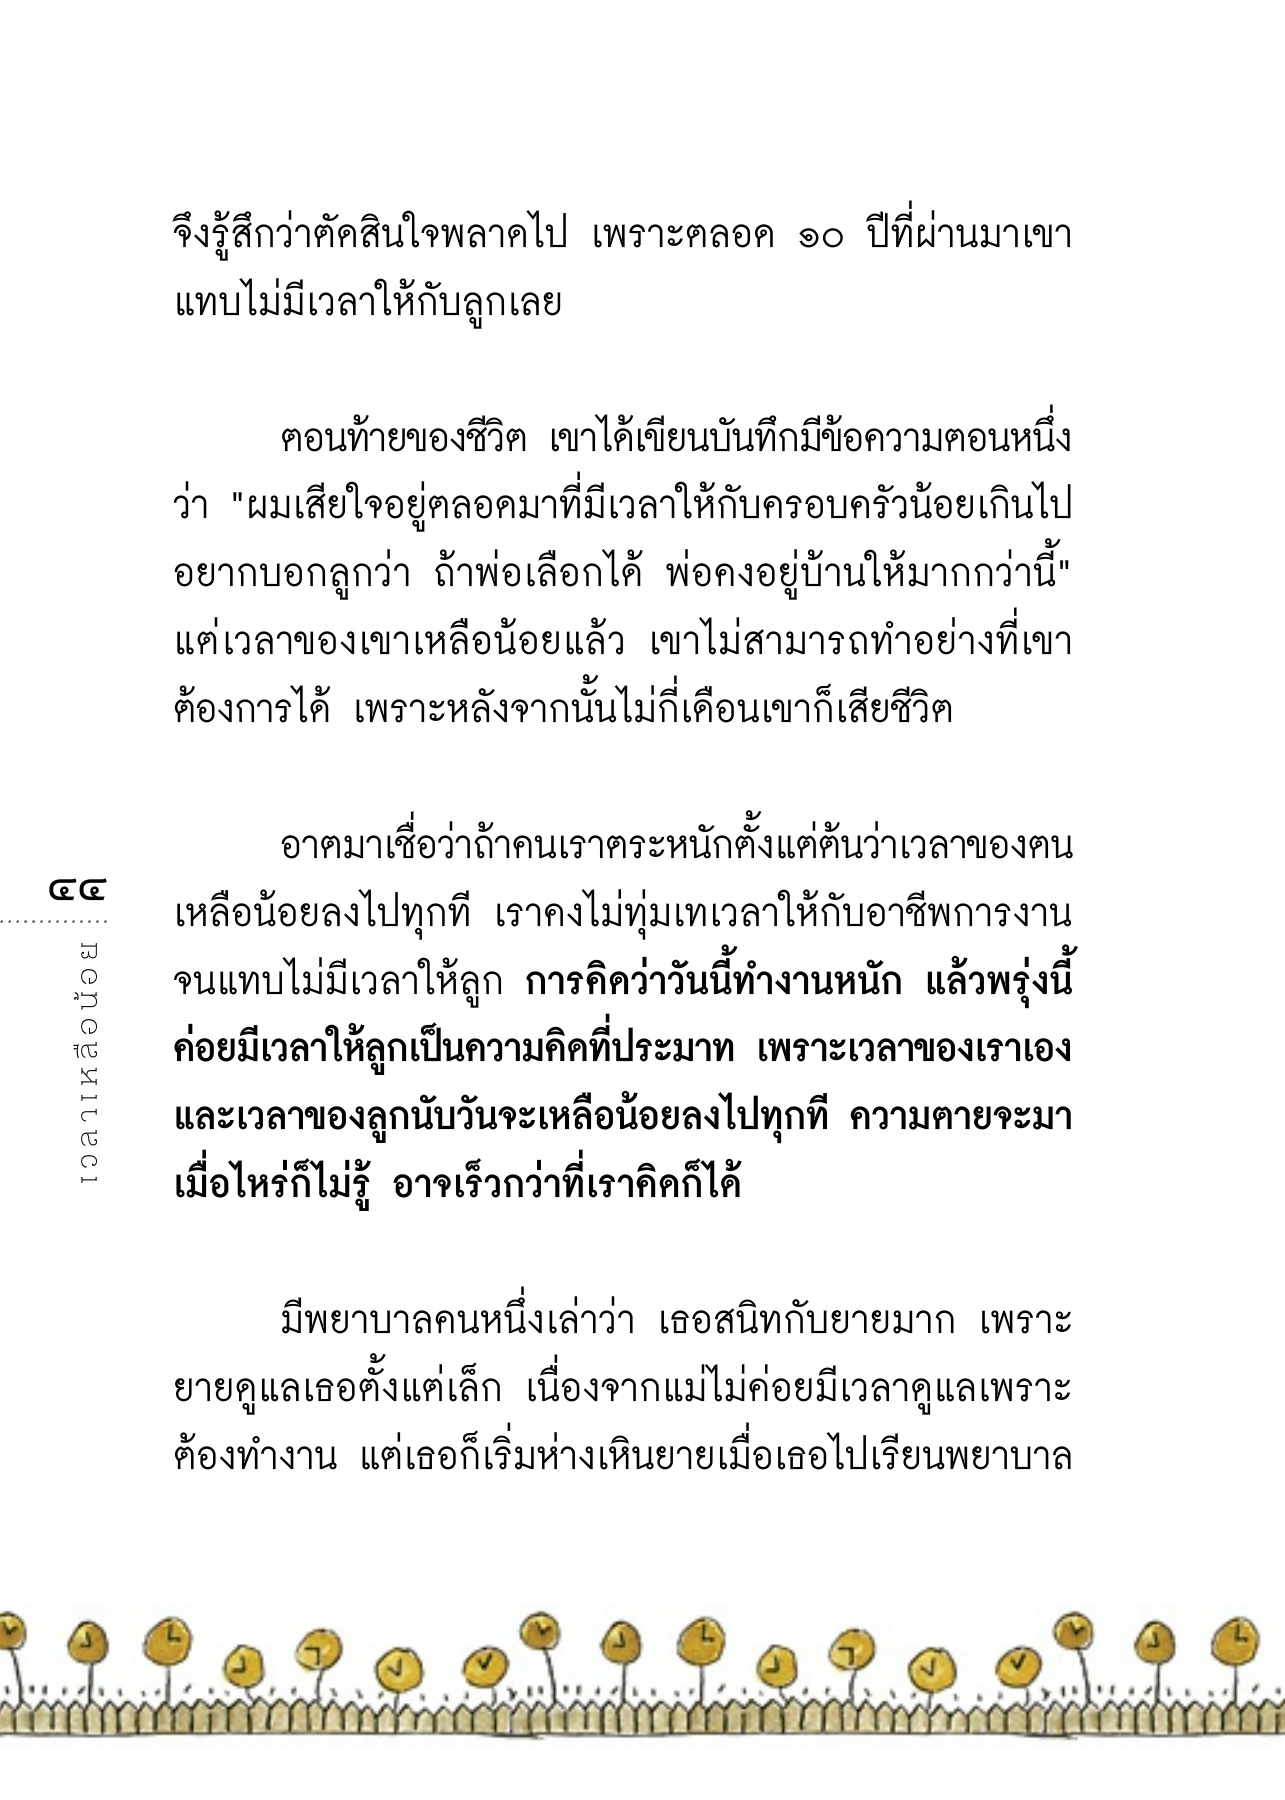 จึงรู้สึกว่าตัดสินใจพลาดไป เพราะตลอด ๑๐ ปีที่ผ่านมาเขา
แทบไม่มีเวลาให้กับลูกเลย
ตอนท้ายของชีวิต เขาได้เขียนบันทึกมีข้อความตอนหนึ่ง
ว่า "ผมเสียใจอยู่ตลอดมาที่มีเวลาให้กับครอบครัวน้อยเกินไป
อยากบอกลูกว่า ถ้าพ่อเลือกได้ พ่อคงอยู่บ้านให้มากกว่านี้"
แต่เวลาของเขาเหลือน้อยแล้ว เขาไม่สามารถทำอย่างที่เขา
ต้องการได้ เพราะหลังจากนั้นไม่กี่เดือนเขาก็เสียชีวิต
อาตมาเชื่อว่าถ้าคนเราตระหนักตั้งแต่ต้นว่าเวลาของตน
เหลือน้อยลงไปทุกที เราคงไม่ทุ่มเทเวลาให้กับอาชีพการงาน
จนแทบไม่มีเวลาให้ลูก การคิดว่าวันนี้ทำงานหนัก แล้วพรุ่งนี้
ค่อยมีเวลาให้ลูกเป็นความคิดที่ประมาท เพราะเวลาของเราเอง
และเวลาของลูกนับวันจะเหลือน้อยลงไปทุกที ความตายจะมา
เมื่อไหร่ก็ไม่รู้ อาจเร็วกว่าที่เราคิดก็ได้
มีพยาบาลคนหนึ่งเล่าว่า เธอสนิทกับยายมาก เพราะ
ยายดูแลเธอตั้งแต่เล็ก เนื่องจากแม่ไม่ค่อยมีเวลาดูแลเพราะ
ต้องทำงาน แต่เธอก็เริ่มห่างเหินยายเมื่อเธอไปเรียนพยาบาล
๔๔
เวลาเหลือน้อย